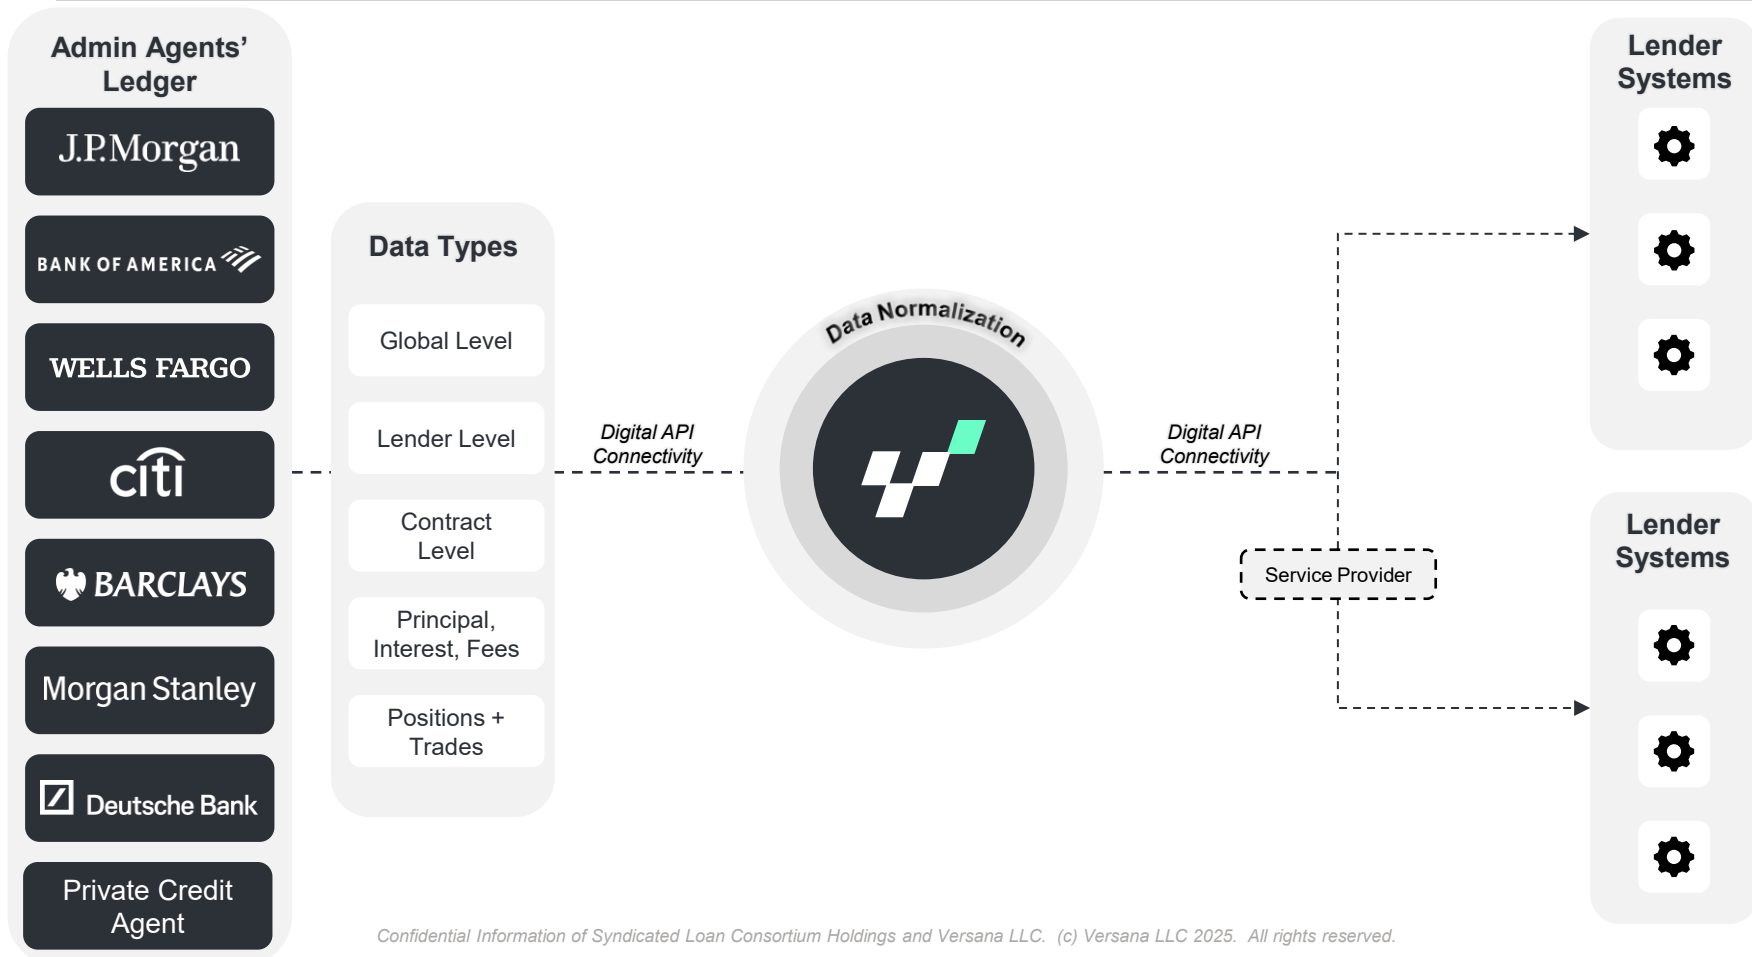 Admin Agents’
Ledger
J.P.Morgan
BANK OF AMERICA
WELLS FARGO
citi
BARCLAYS
Morgan Stanley
Deutsche Bank
Private Credit
Agent
Data Types
Global Level
Lender Level
Contract
Level
Principal,
Interest, Fees
Positions +
Trades
Digital API
Connectivity
Data Normalization
Digital API
Connectivity
Service Provider
Lender
Systems
Lender
Systems
Confidential Information of Syndicated Loan Consortium Holdings and Versana LLC.  (c) Versana LLC 2025.  All rights reserved.